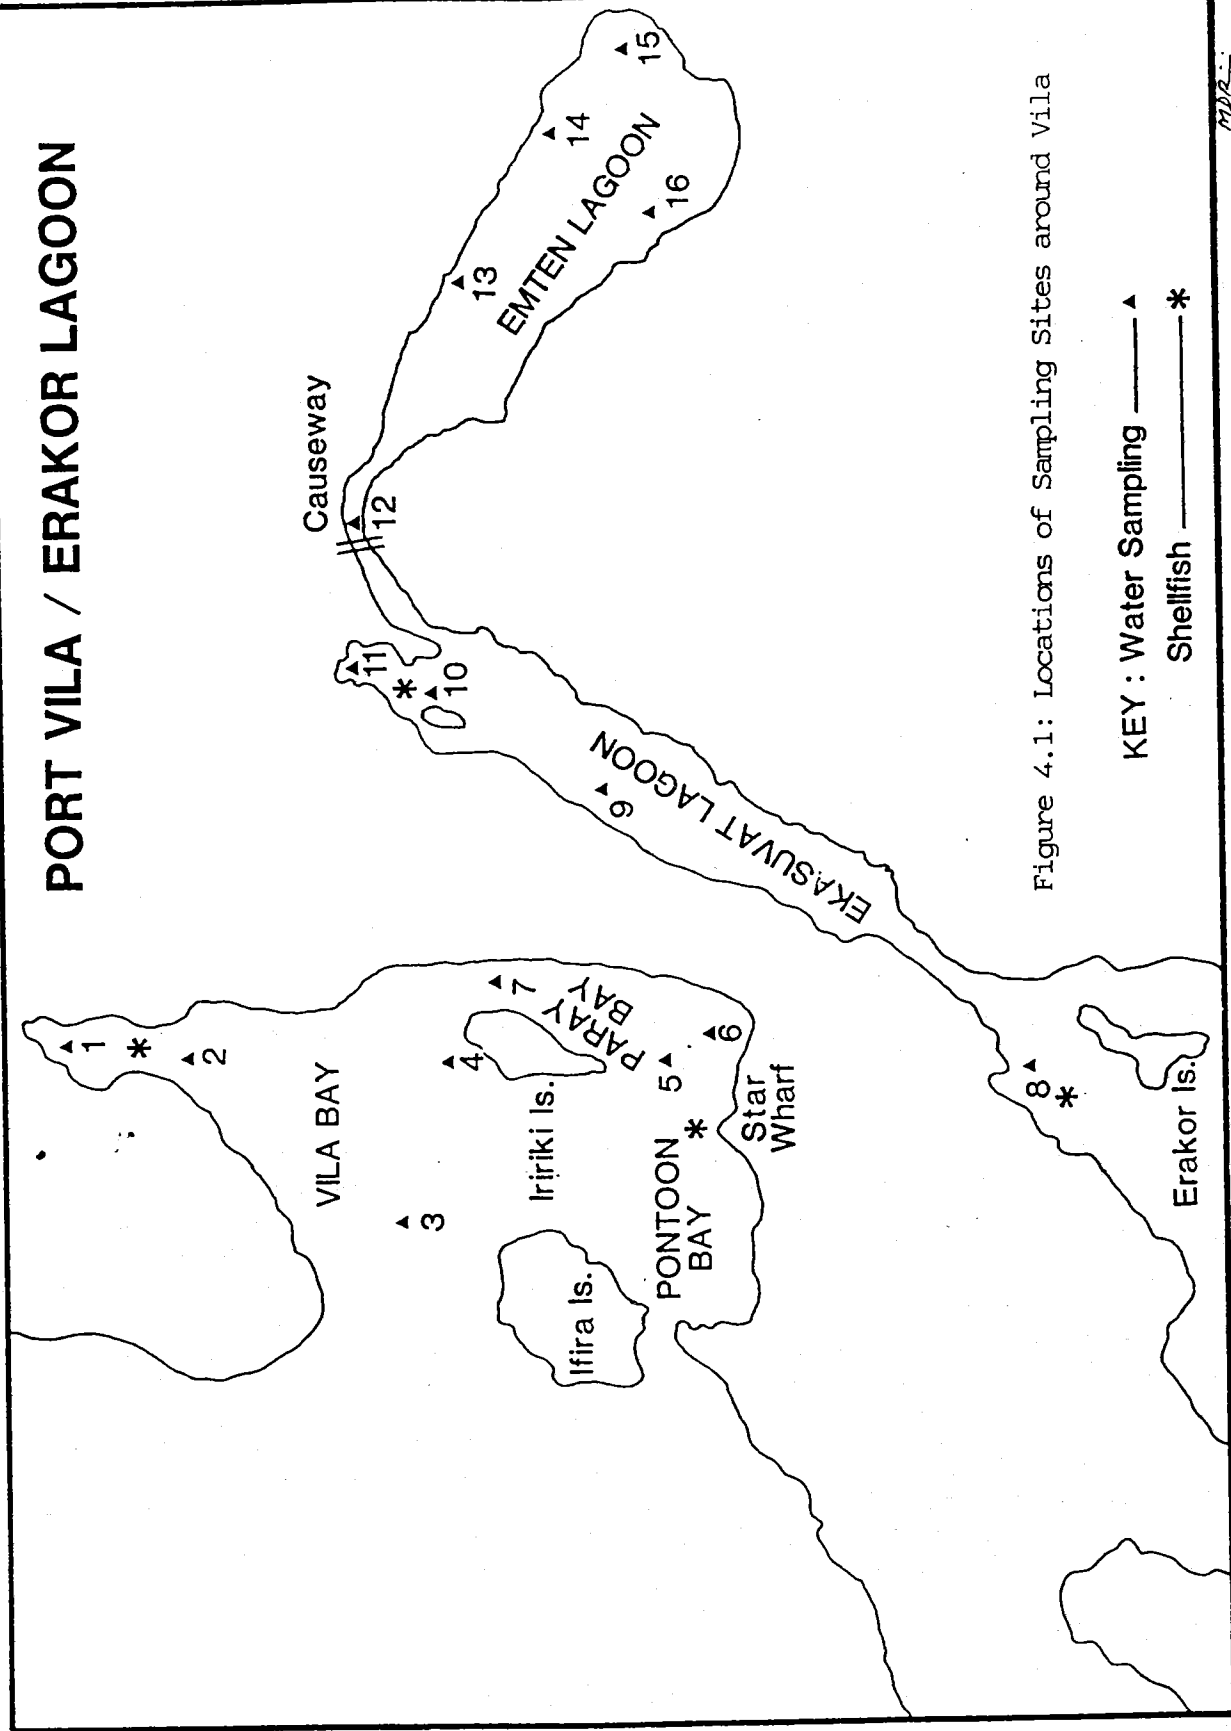 PORT VILA / ERAKOR LAGOON
1
2
VILA BAY
3
4
Iririki Is.
7
PARAY
BAY
5
6
Ifira Is.
PONTOON
BAY
Star
Wharf
8
Erakor Is.
EKASUVAT LAGOON
9
10
11
Causeway
12
13
14
15
16
EMTEN LAGOON
Figure 4.1: Locations of Sampling Sites around Vila
KEY : Water Sampling
Shellfish